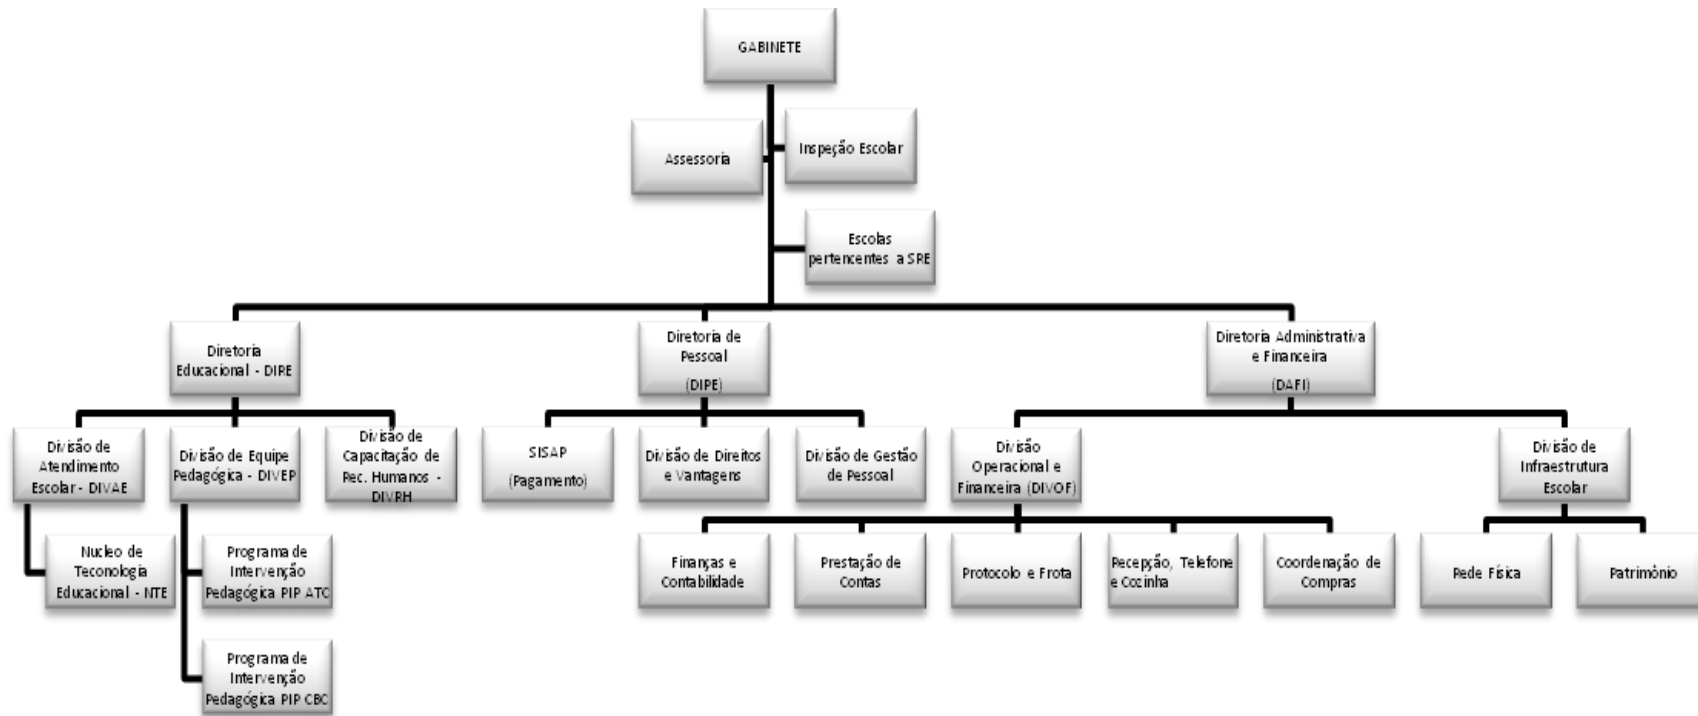 GABINETE
Assessoria
Inspeção Escolar
Escolas
pertencentes a SRE
Diretoria
Educacional - DIRE
Diretoria de
Pessoal
(DIPE)
Diretoria Administrativa
e Financeira
(DAFI)
Divisão de
Atendimento
Escolar - DIVAE
Divisão de Equipe
Pedagógica - DIVEP
Divisão de
Capacitação de
Rec. Humanos -
DIVRH
SISAP
(Pagamento)
Divisão de Direitos
e Vantagens
Divisão de Gestão
de Pessoal
Divisão
Operacional e
Financeira (DIVOF)
Divisão de
Infraestrutura
Escolar
Nucleo de
Teconologia
Educacional - NTE
Programa de
Intervenção
Pedagógica PIP ATC
Finanças e
Contabilidade
Prestação de
Contas
Protocolo e Frota
Recepção, Telefone
e Cozinha
Coordenação de
Compras
Rede Física
Patrimônio
Programa de
Intervenção
Pedagógica PIP CBC